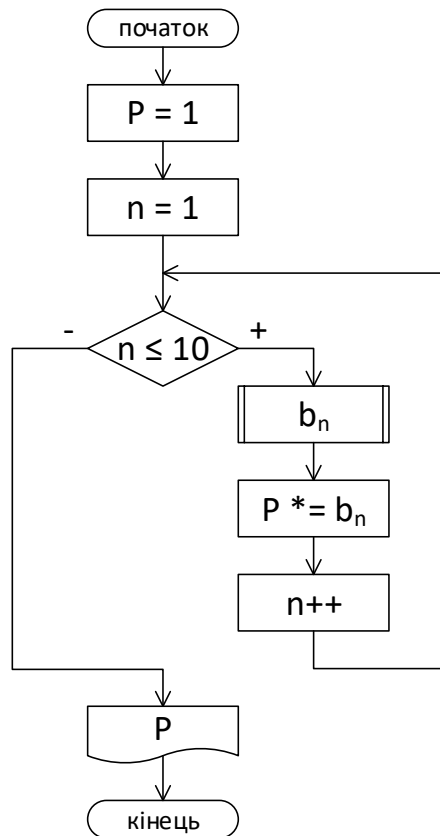 початок
P = 1
n = 1
- n ≤ 10 +
bₙ
P *= bₙ
n++
P
кінець